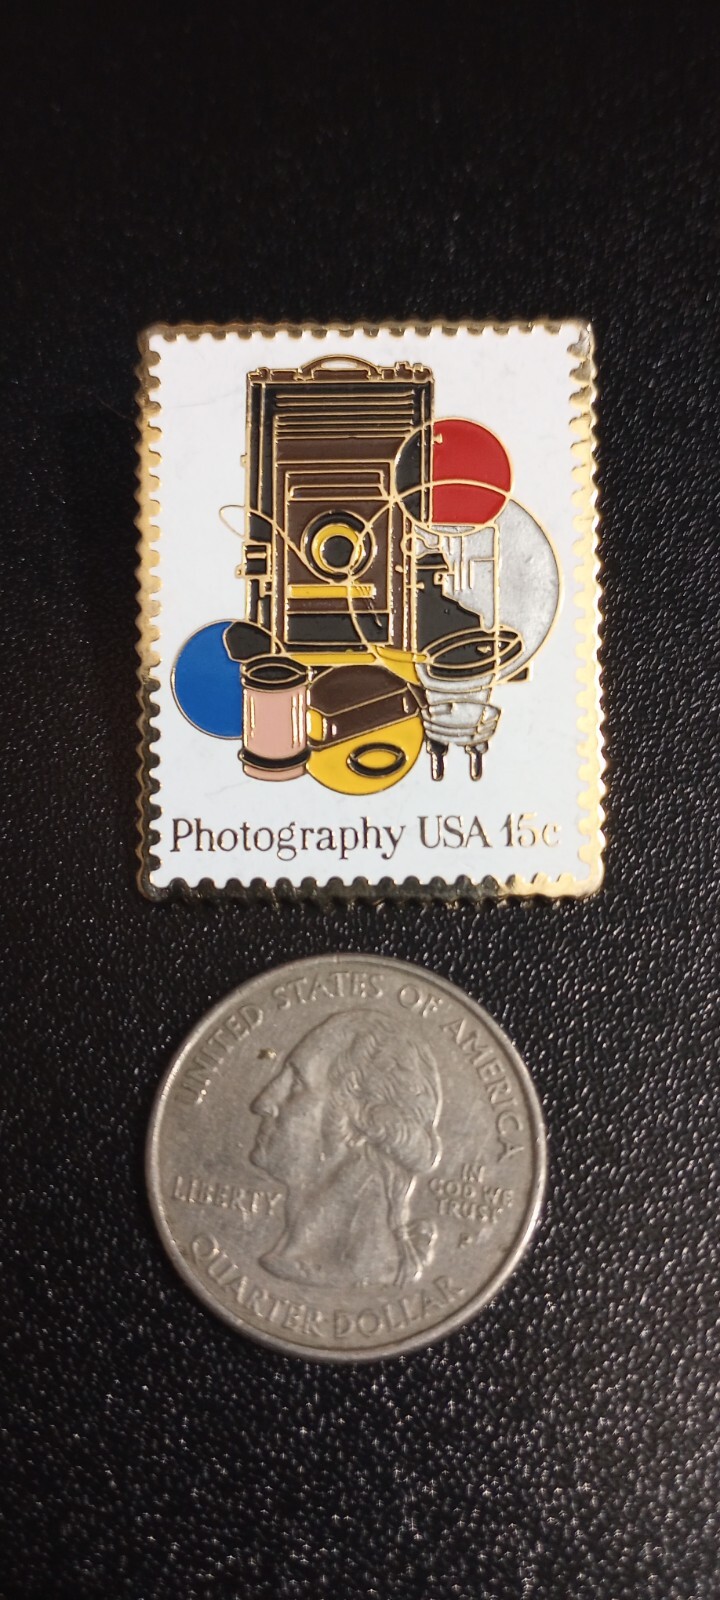 Photography USA 15c
UNITED STATES OF AMERICA
LIBERTY
IN
GOD WE
TRUST
P
QUARTER DOLLAR